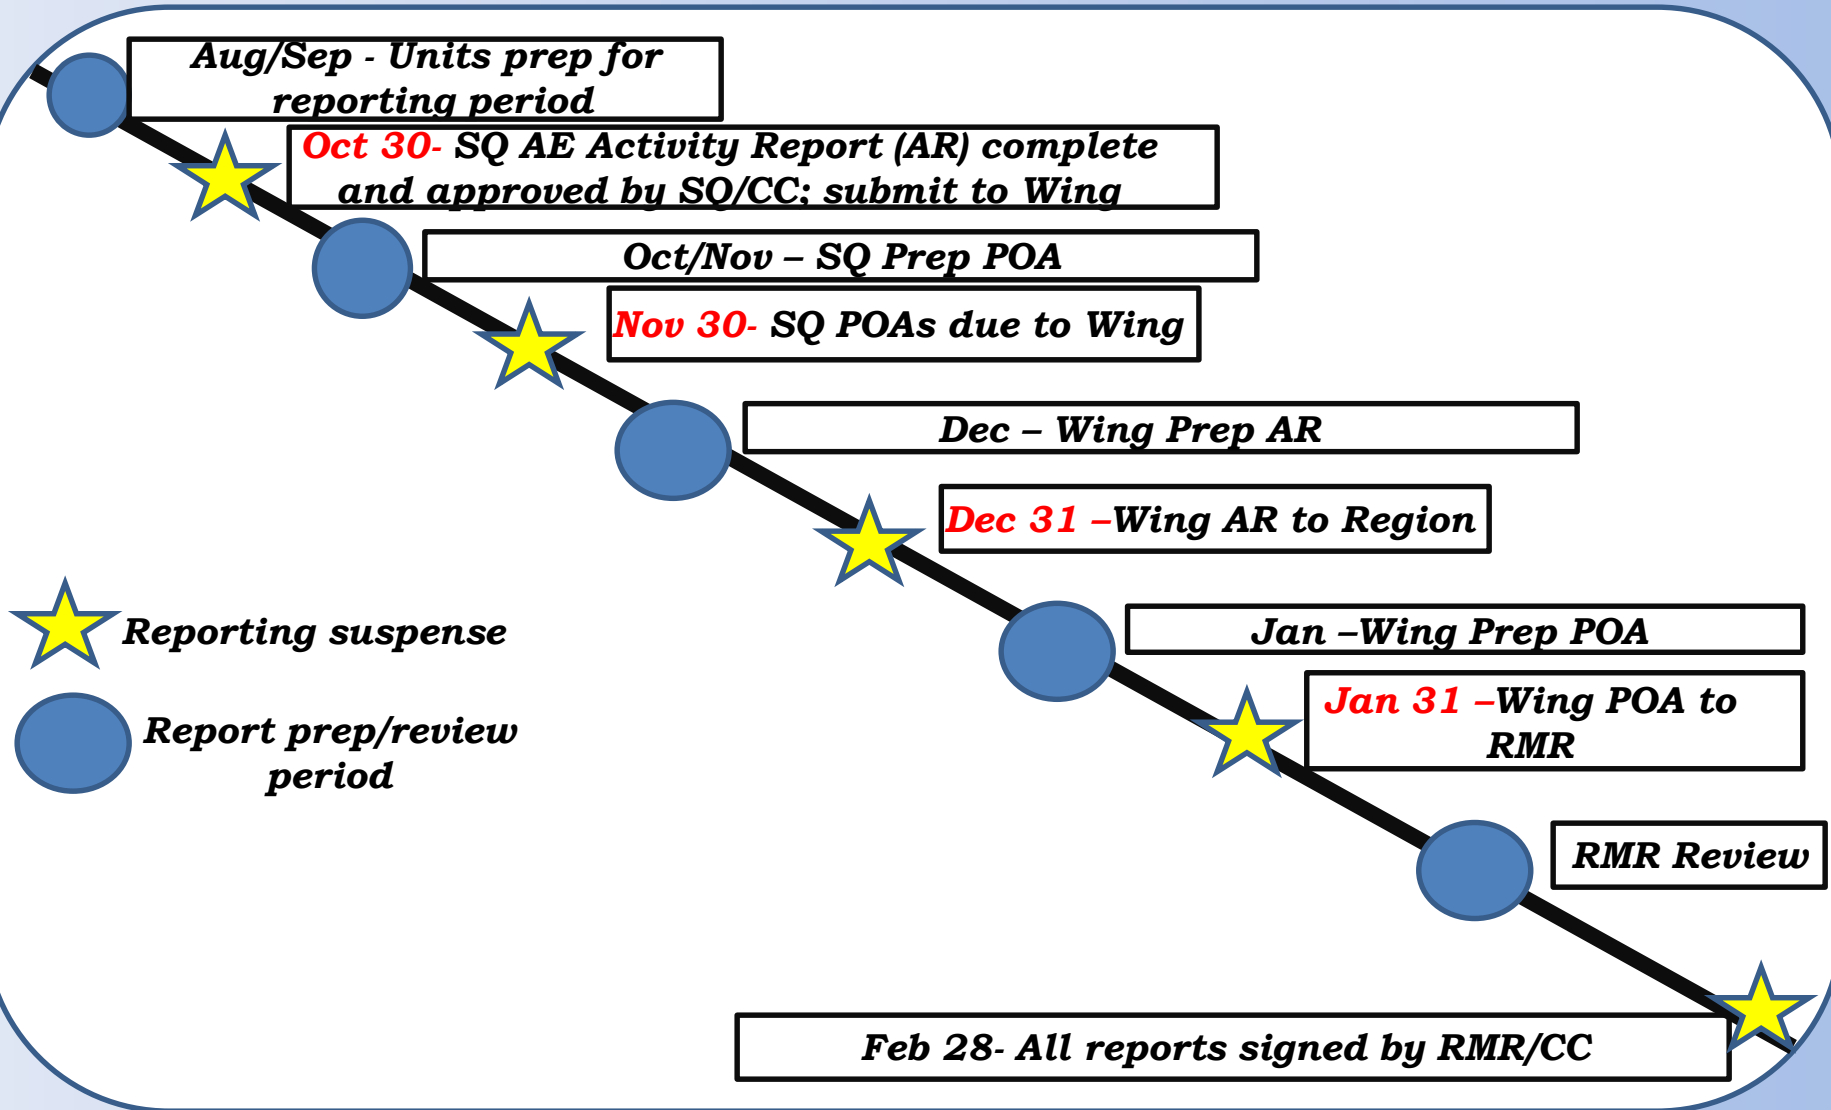 Aug/Sep - Units prep for
reporting period
Oct 30- SQ AE Activity Report (AR) complete
and approved by SQ/CC; submit to Wing
Oct/Nov – SQ Prep POA
Nov 30- SQ POAs due to Wing
Dec – Wing Prep AR
Dec 31 –Wing AR to Region
Jan –Wing Prep POA
Reporting suspense
Jan 31 –Wing POA to
RMR
Report prep/review
period
RMR Review
Feb 28- All reports signed by RMR/CC